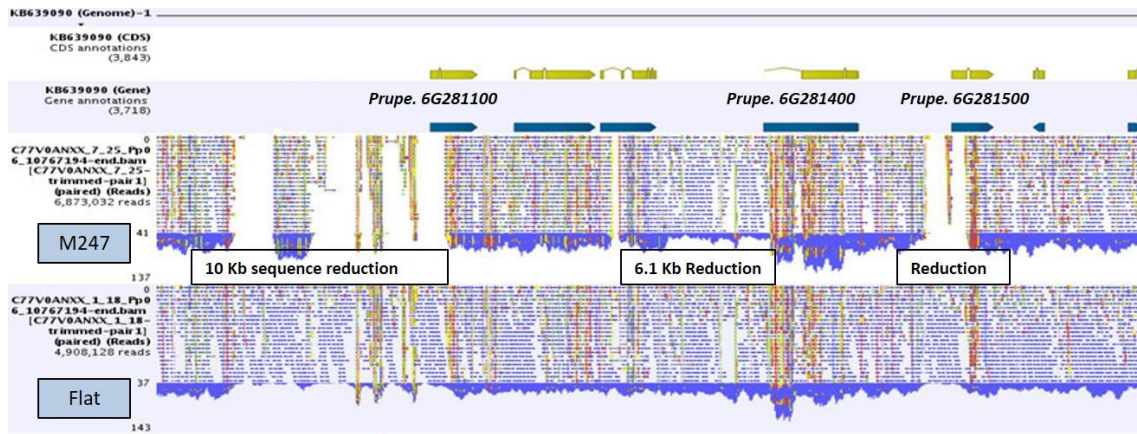 KB639090 (Genome)-1
KB639090 (CDS)
CDS annotations
(3,843)
KB639090 (Gene)
Gene annotations
(3,718)
Prupe. 6G281100
Prupe. 6G281400
Prupe. 6G281500
0
C77V0ANXX_7_25_Pp0
6_10767194-end.bam
[C77V0ANXX_7_25-
trimmed-pair1]
(paired) (Reads)
6,873,032 reads
41
M247
137
10 Kb sequence reduction
6.1 Kb Reduction
Reduction
0
C77V0ANXX_1_18_Pp0
6_10767194-end.bam
[C77V0ANXX_1_18-
trimmed-pair1]
(paired) (Reads)
4,908,128 reads
37
Flat
143